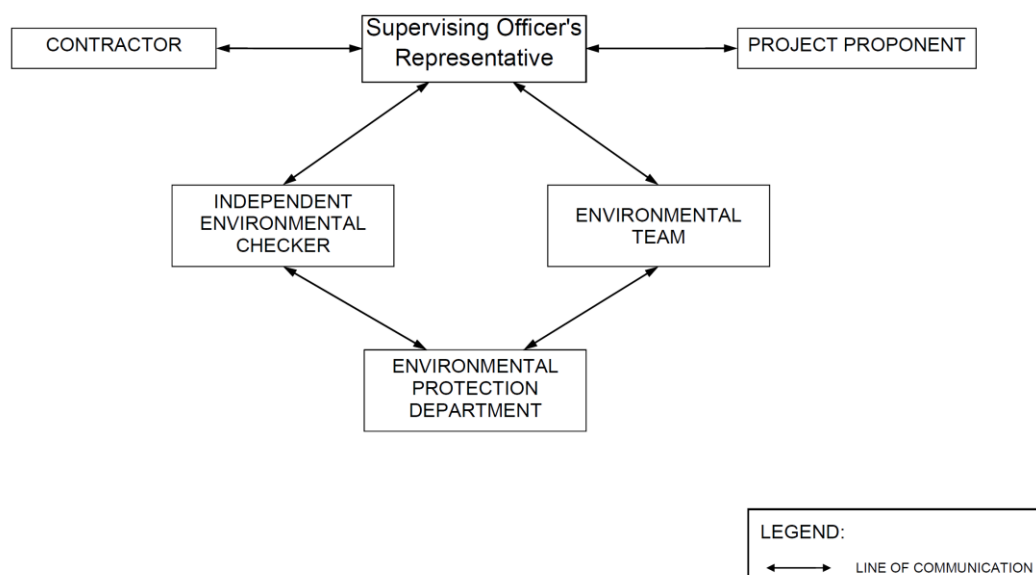 CONTRACTOR
Supervising Officer's
Representative
PROJECT PROPONENT
INDEPENDENT
ENVIRONMENTAL
CHECKER
ENVIRONMENTAL
TEAM
ENVIRONMENTAL
PROTECTION
DEPARTMENT
LEGEND:
LINE OF COMMUNICATION